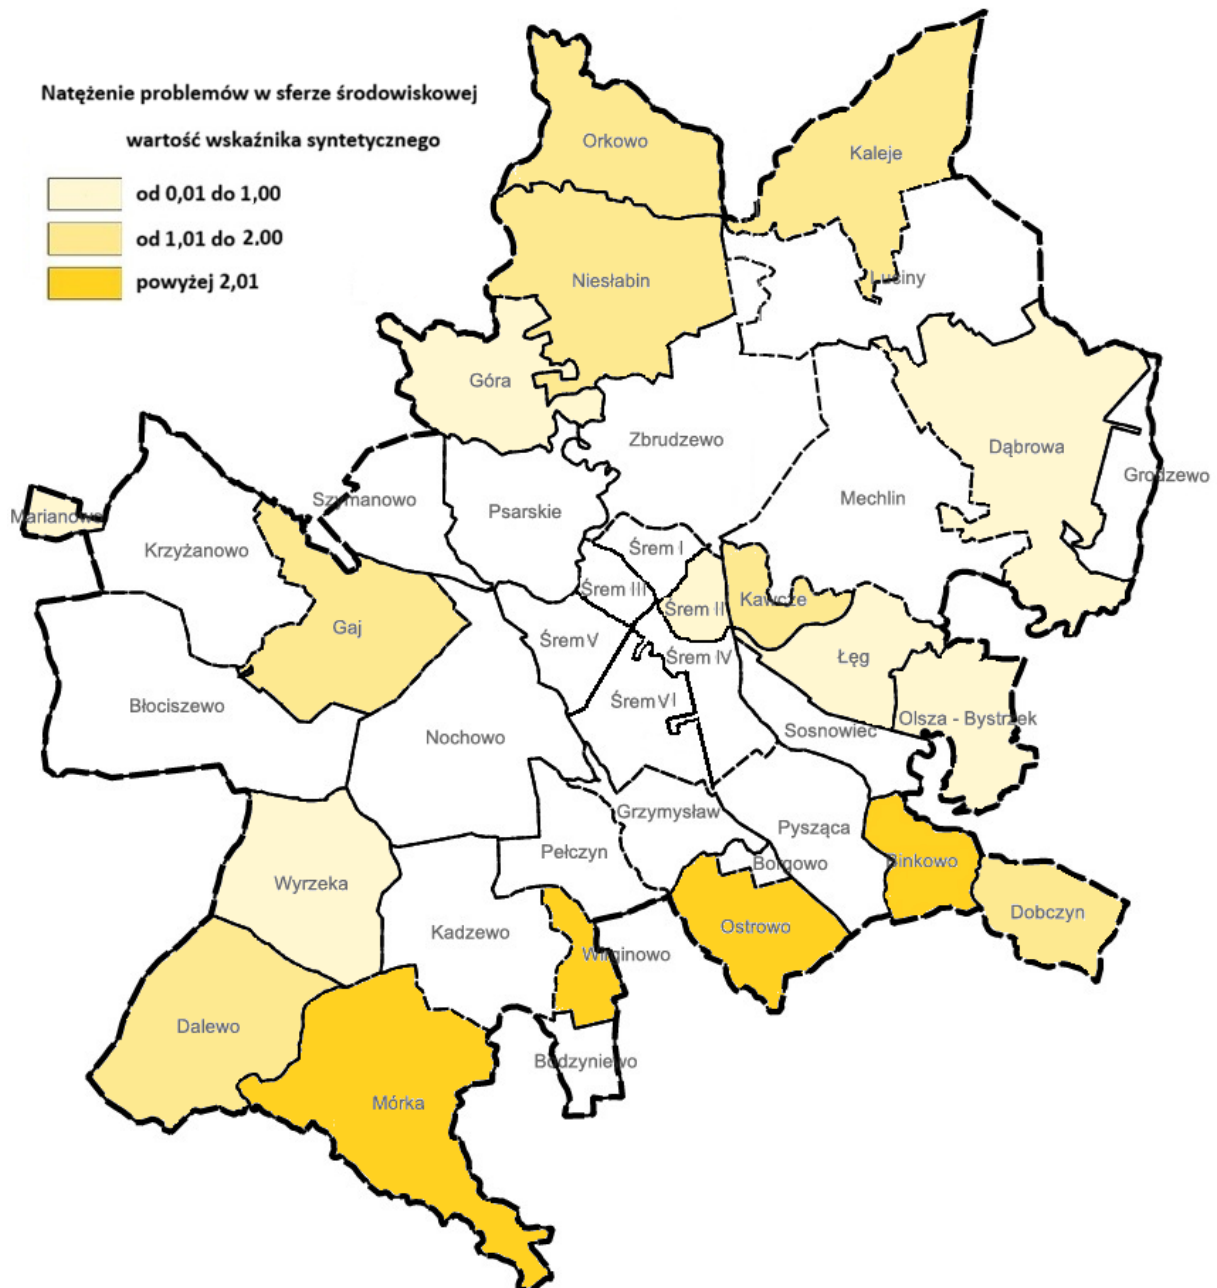 Natężenie problemów w sferze środowiskowej
wartość wskaźnika syntetycznego
od 0,01 do 1,00
od 1,01 do 2.00
powyżej 2,01
Orkowo
Kaleje
Niesłabin
Luciny
Góra
Zbrudzewo
Dąbrowa
Grodzewo
Mechlin
Szymanowo
Psarskie
Marianowo
Krzyżanowo
Śrem I
Śrem III
Śrem II
Kawcze
Gaj
Śrem V
Śrem IV
Łęg
Błociszewo
Śrem VI
Olsza - Bystrzek
Sosnowiec
Nochowo
Grzymysław
Pysząca
Pełczyn
Borgowo
Binkowo
Wyrzeka
Dobczyn
Ostrowo
Kadzewo
Wirginowo
Dalewo
Bodzyniewo
Mórka